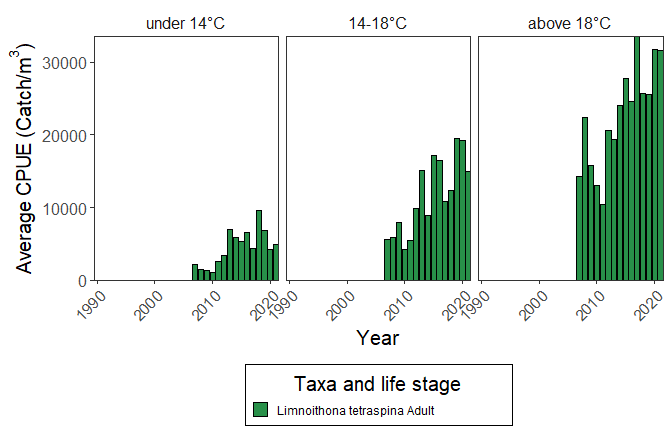 under 14°C 14-18°C above 18°C
Average CPUE (Catch/m³)
30000
20000
10000
0
1990 2000 2010 2020 1990 2000 2010 2020 1990 2000 2010 2020
Year
Taxa and life stage
Limnoithona tetraspina Adult